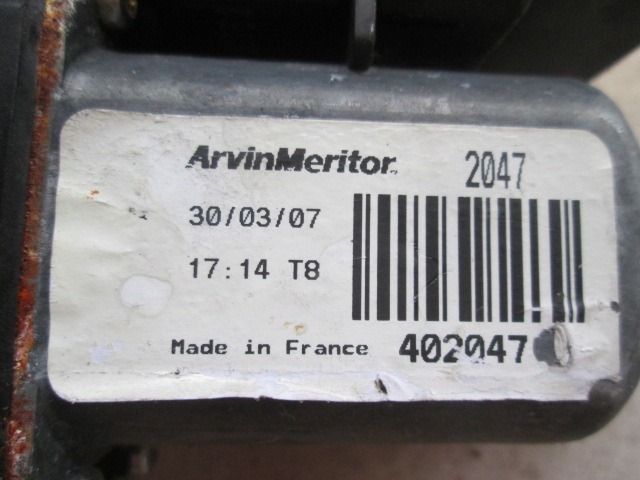 ArvinMeritor 2047
30/03/07
17:14 T8
Made in France 402047